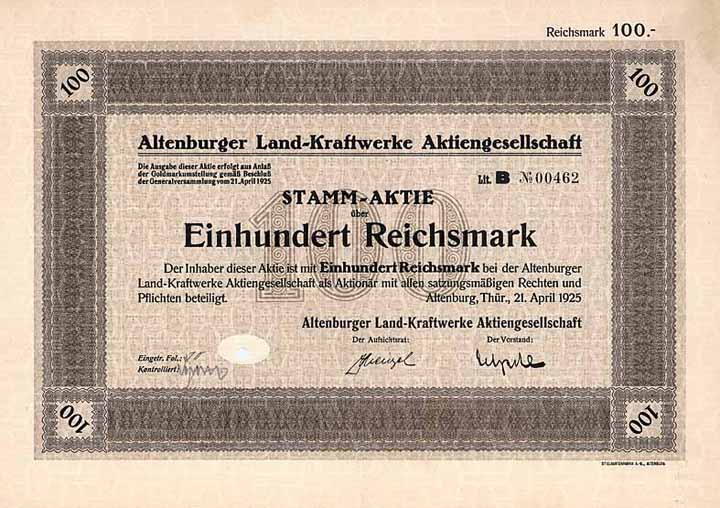 Reichsmark 100.-
100 100
Altenburger Land-Kraftwerke Aktiengesellschaft
Die Ausgabe dieser Aktie erfolgt aus Anlaß
der Goldmarkumstellung gemäß Beschluß
der Generalversammlung vom 21. April 1925
Lit. B № 00462
STAMM-AKTIE
über
100
Einhundert Reichsmark
Der Inhaber dieser Aktie ist mit Einhundert Reichsmark bei der Altenburger
Land-Kraftwerke Aktiengesellschaft als Aktionär mit allen satzungsmäßigen Rechten und
Pflichten beteiligt. Altenburg, Thür., 21. April 1925
Altenburger Land-Kraftwerke Aktiengesellschaft
Der Aufsichtsrat: Der Vorstand:
Eingetr. Fol.:
Kontrolliert:
100 100